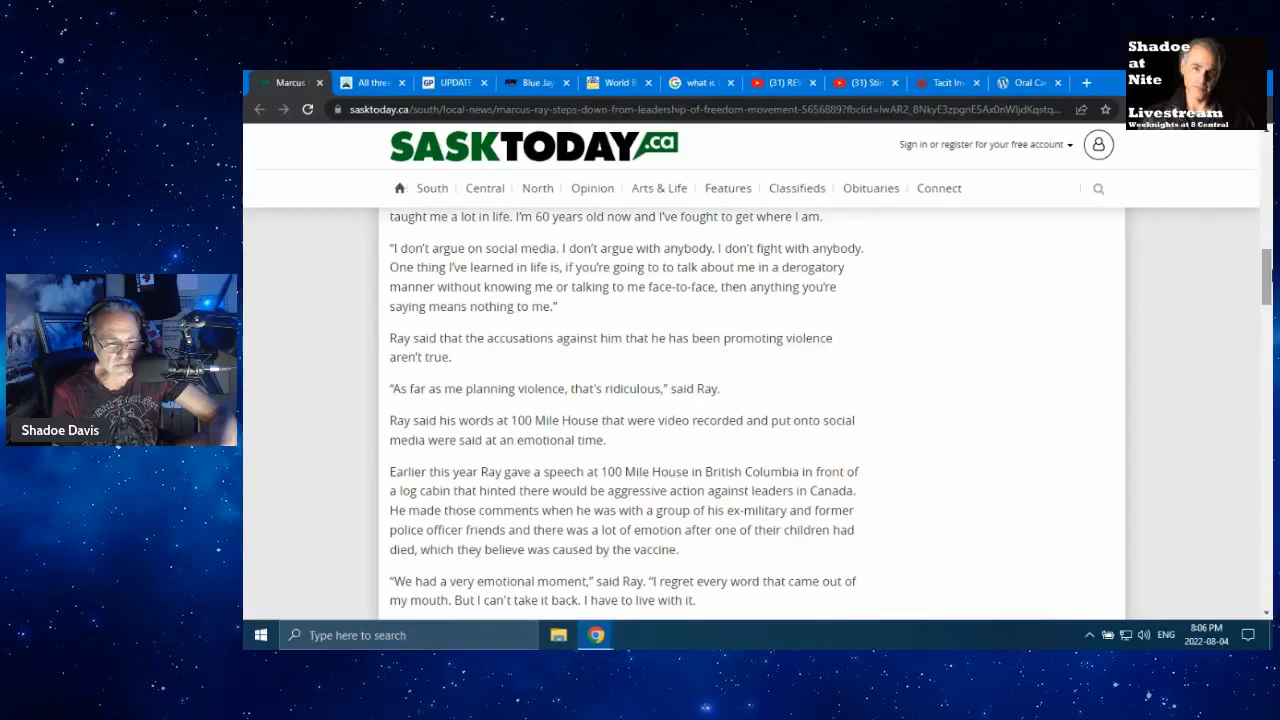 Shadoe
at
Nite
Livestream
Weeknights at 8 Central
Marcus
All thre
UPDATE
Blue Jay
World B
what is
(31) RE
(31) Sti
Tacit In
Oral Ca
sasktoday.ca/south/local-news/marcus-ray-steps-down-from-leadership-of-freedom-movement-5656889?fbclid=
SASKTODAY.ca
Sign in or register for your free account
South Central North Opinion Arts & Life Features Classifieds Obituaries Connect
taught me a lot in life. I'm 60 years old now and I've fought to get where I am.
"I don't argue on social media. I don't argue with anybody. I don't fight with anybody.
One thing I've learned in life is, if you're going to to talk about me in a derogatory
manner without knowing me or talking to me face-to-face, then anything you're
saying means nothing to me."
Ray said that the accusations against him that he has been promoting violence
aren't true.
"As far as me planning violence, that's ridiculous," said Ray.
Ray said his words at 100 Mile House that were video recorded and put onto social
media were said at an emotional time.
Earlier this year Ray gave a speech at 100 Mile House in British Columbia in front of
a log cabin that hinted there would be aggressive action against leaders in Canada.
He made those comments when he was with a group of his ex-military and former
police officer friends and there was a lot of emotion after one of their children had
died, which they believe was caused by the vaccine.
"We had a very emotional moment," said Ray. "I regret every word that came out of
my mouth. But I can't take it back. I have to live with it.
Shadoe Davis
Type here to search
ENG
8:06 PM
2022-08-04